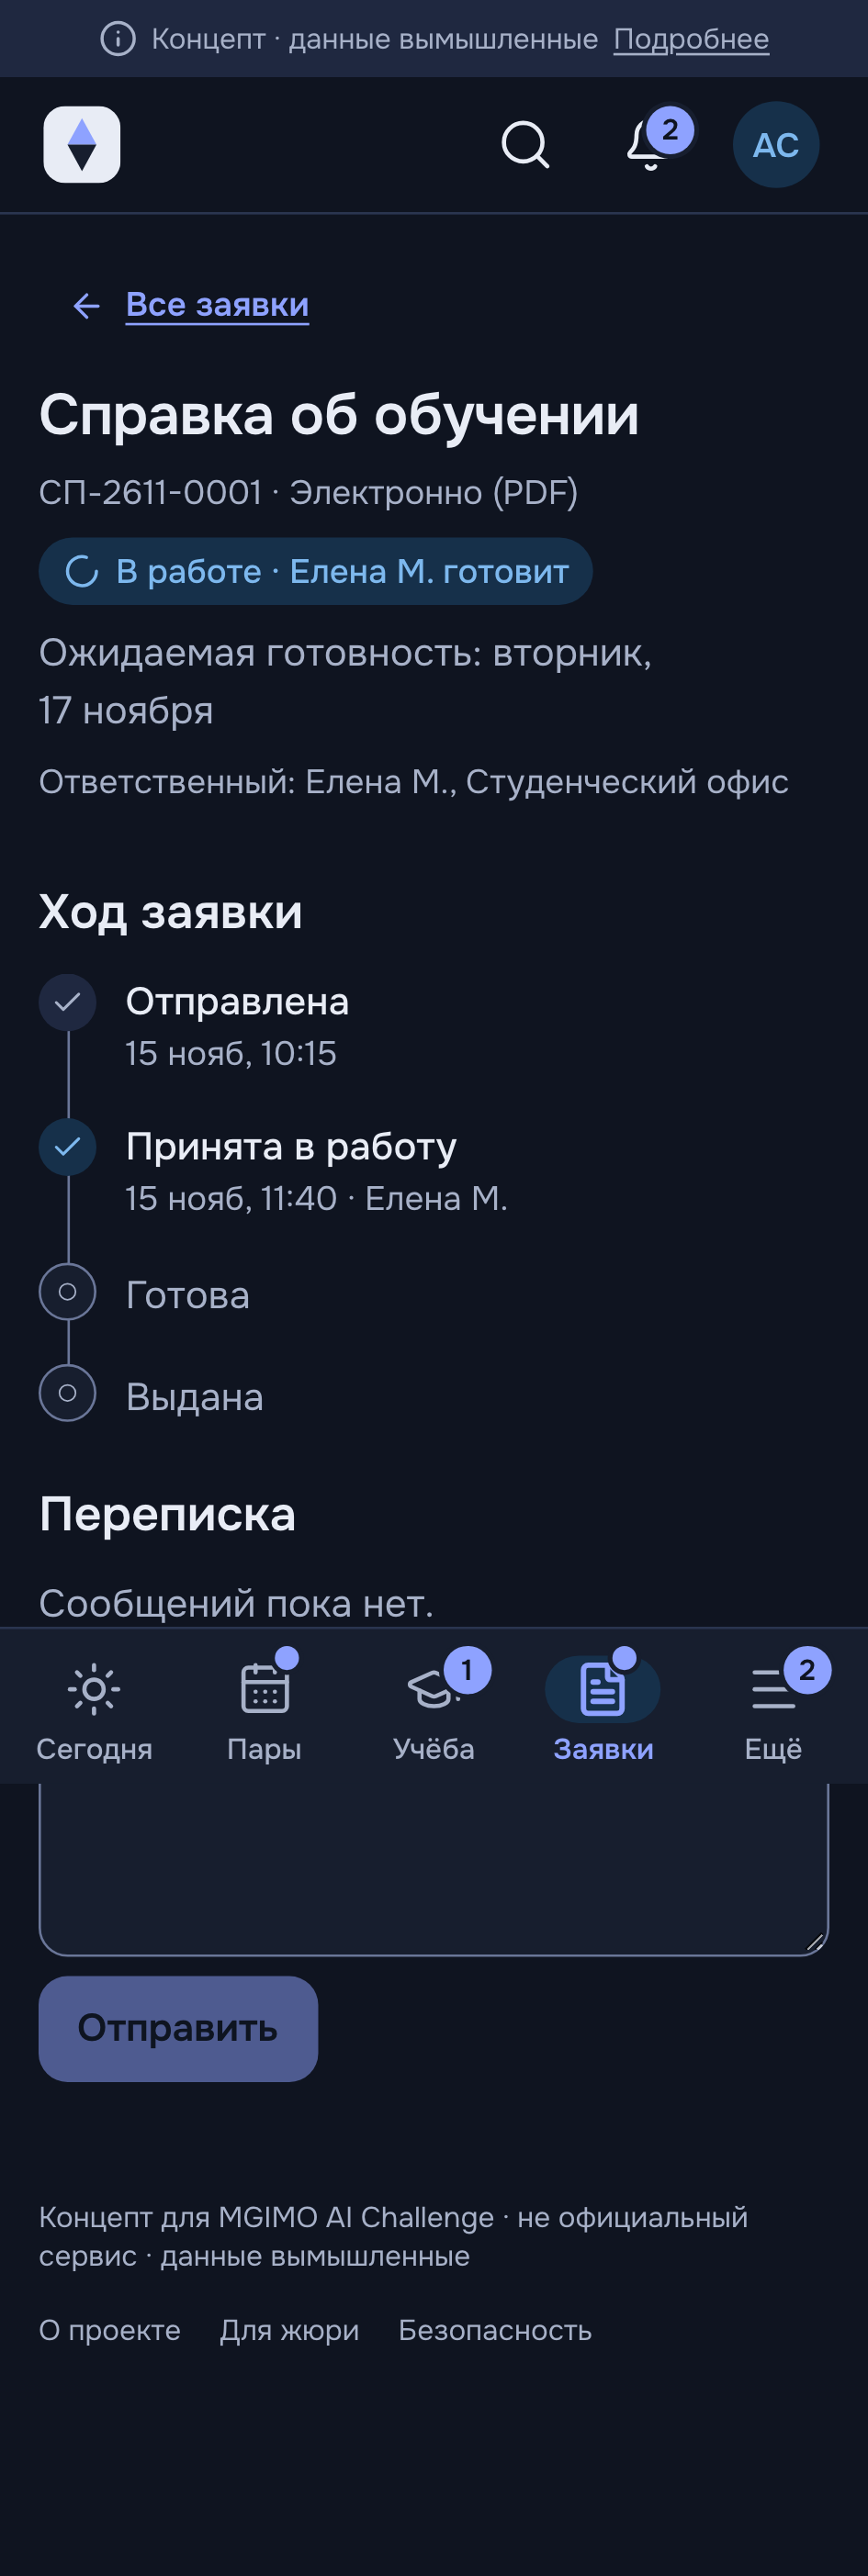 Концепт · данные вымышленные Подробнее
2
АС
Все заявки
Справка об обучении
СП-2611-0001 · Электронно (PDF)
В работе · Елена М. готовит
Ожидаемая готовность: вторник,
17 ноября
Ответственный: Елена М., Студенческий офис
Ход заявки
Отправлена
15 нояб, 10:15
Принята в работу
15 нояб, 11:40 · Елена М.
Готова
Выдана
Переписка
Сообщений пока нет.
1
2
Сегодня Пары Учёба Заявки Ещё
Отправить
Концепт для MGIMO AI Challenge · не официальный
сервис · данные вымышленные
О проекте Для жюри Безопасность